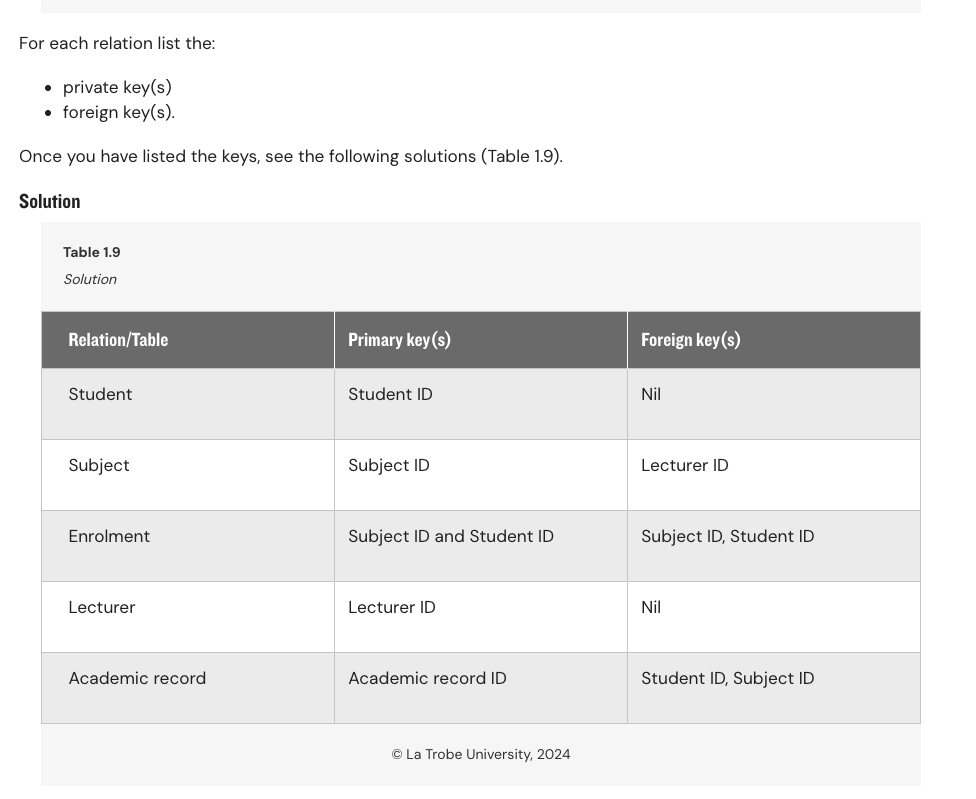 For each relation list the:
• private key(s)
• foreign key(s).
Once you have listed the keys, see the following solutions (Table 1.9).
Solution
Table 1.9
Solution
Relation/Table Primary key(s) Foreign key(s)
Student Student ID Nil
Subject Subject ID Lecturer ID
Enrolment Subject ID and Student ID Subject ID, Student ID
Lecturer Lecturer ID Nil
Academic record Academic record ID Student ID, Subject ID
© La Trobe University, 2024